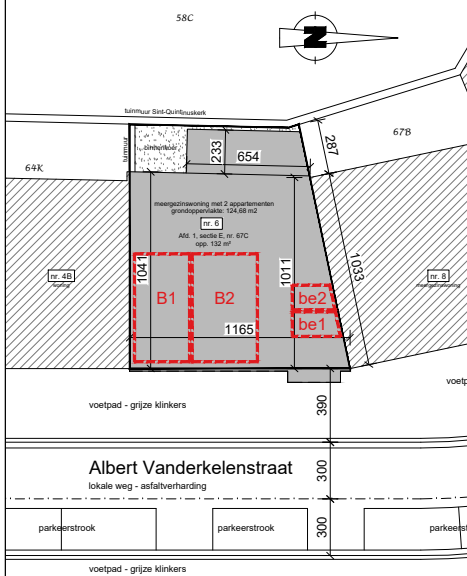 58C
N
tuinmuur Sint-Quintinuskerk
67B
tuinmuur
binnenkoer
233
654
287
64K
meergezinswoning met 2 appartementen
grondoppervlakte: 124,68 m2
nr. 6
Afd. 1, sectie E, nr. 67C
opp. 132 m²
1041
1011
1033
nr. 4B
woning
nr. 8
meergezinswoning
B1
B2
be2
be1
1165
voetp
voetpad - grijze klinkers
390
Albert Vanderkelenstraat
lokale weg - asfaltverharding
300
300
parkeerstrook
parkeerstrook
parkeerst
voetpad - grijze klinkers